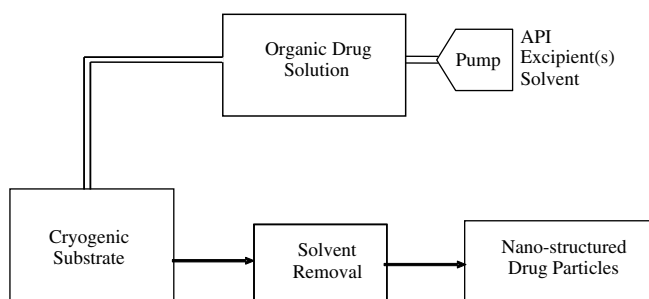 Organic Drug
Solution
Pump
API
Excipient(s)
Solvent
Cryogenic
Substrate
Solvent
Removal
Nano-structured
Drug Particles